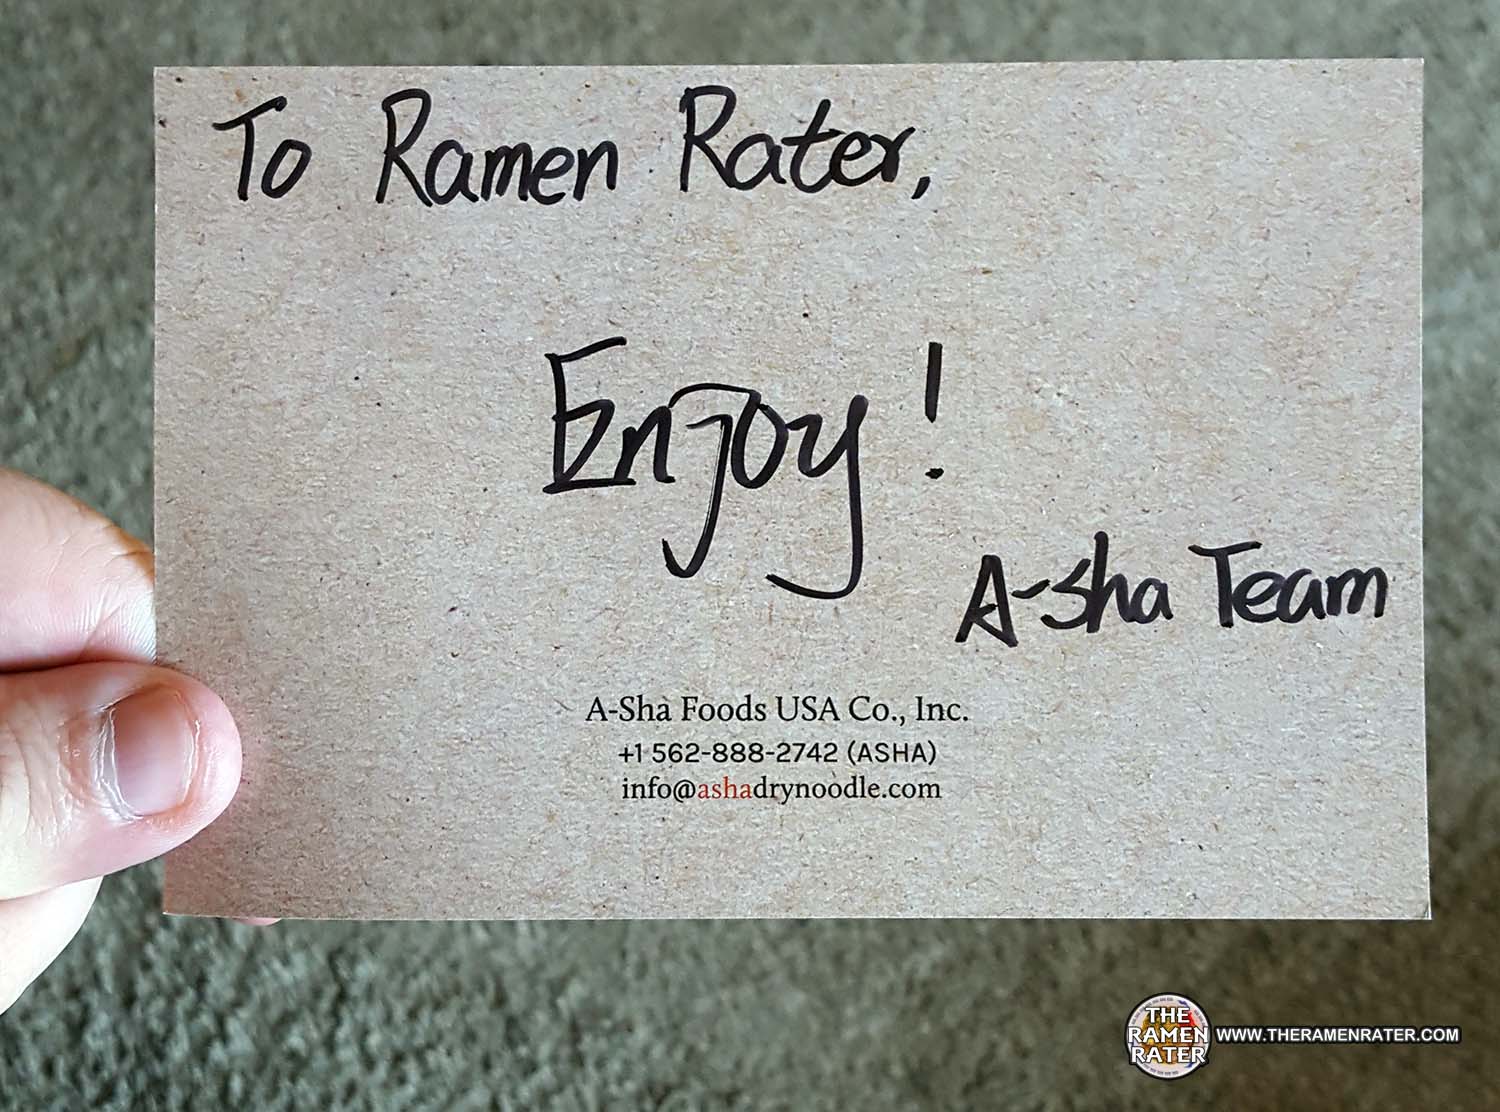 To Ramen Rater,
Enjoy!
A-sha Team
A-Sha Foods USA Co., Inc.
+1 562-888-2742 (ASHA)
info@ashadrynoodle.com
THE
RAMEN
RATER
WWW.THERAMENRATER.COM